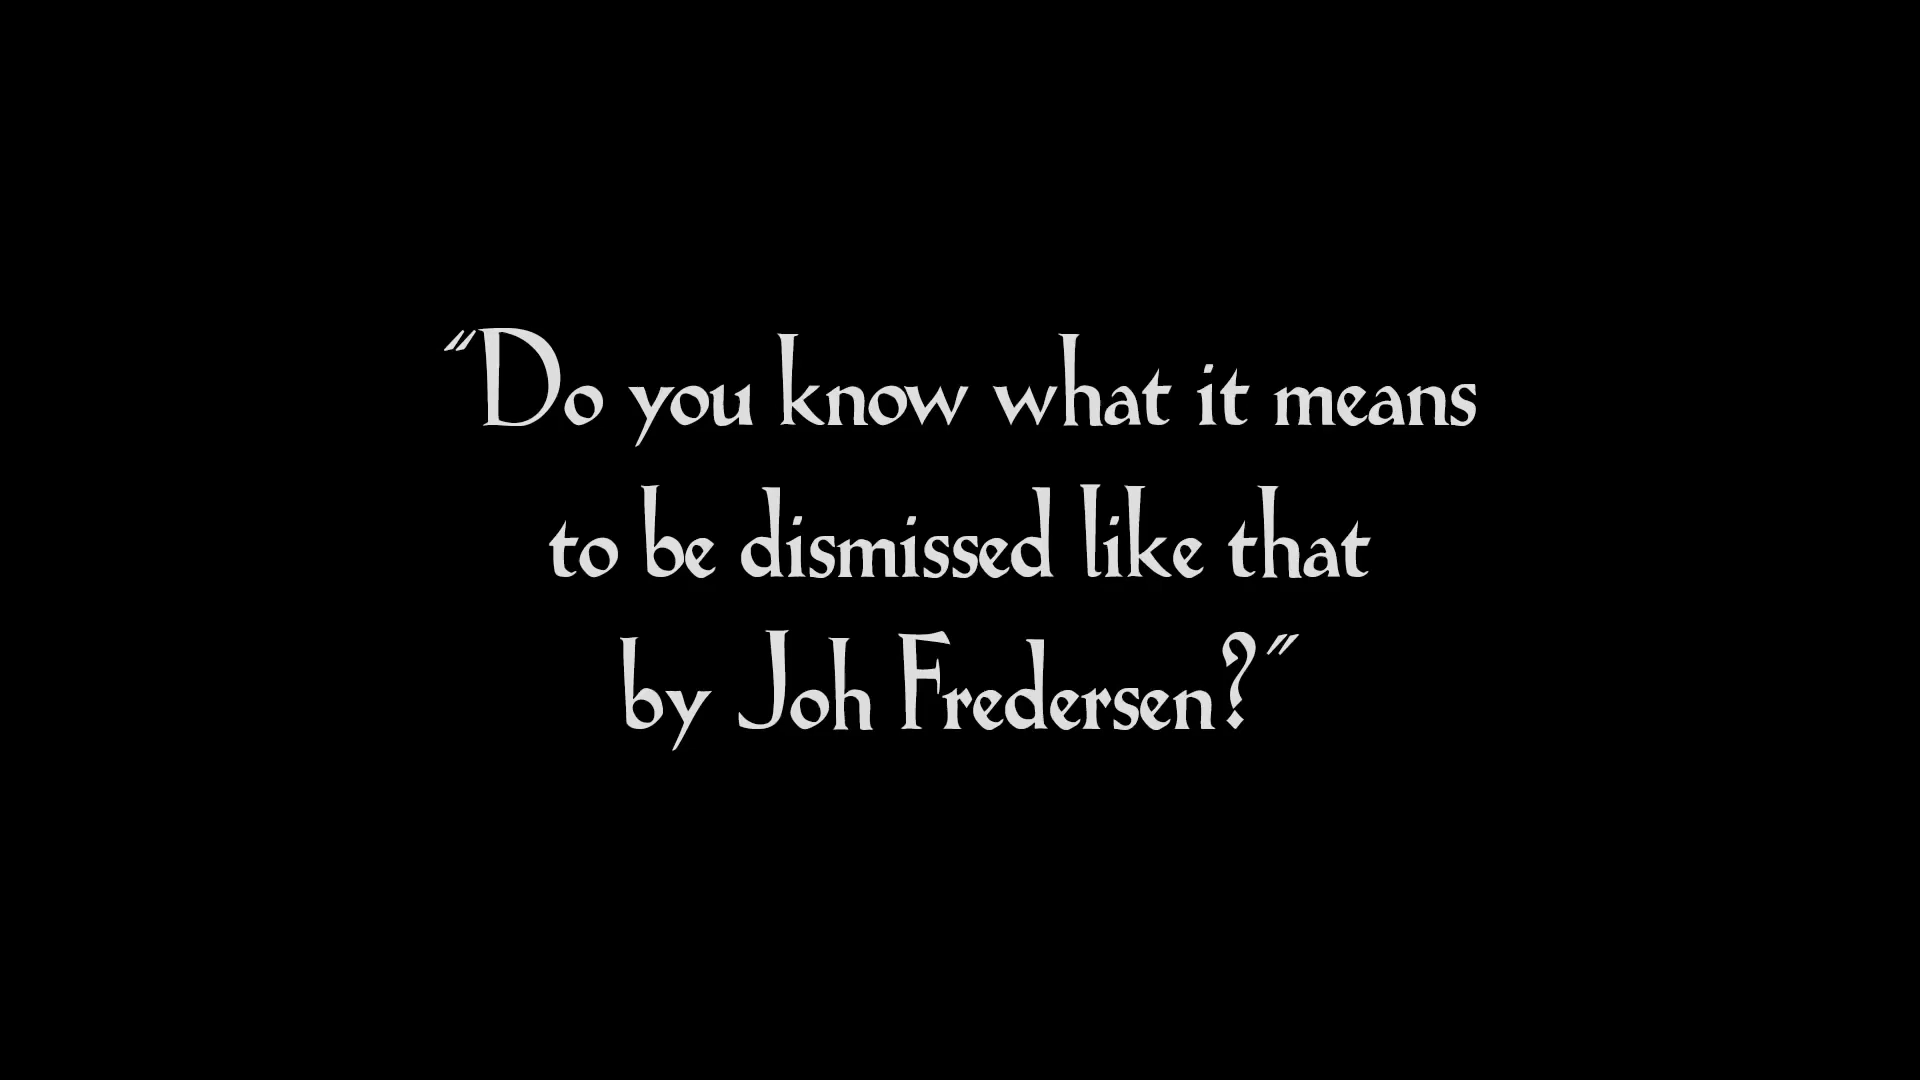 “Do you know what it means
to be dismissed like that
by Joh Fredersen?”